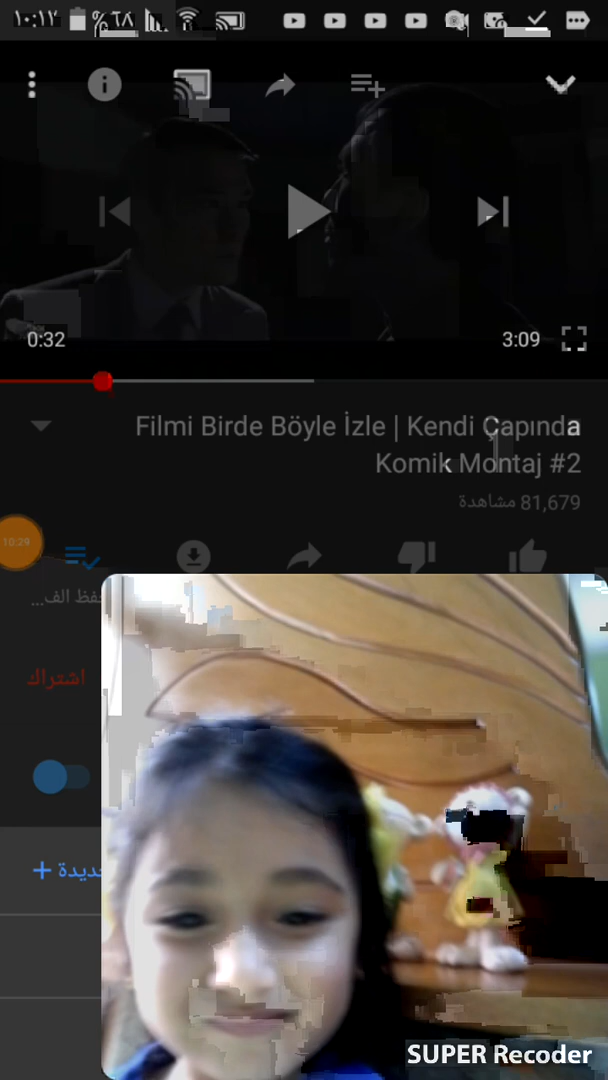 ١٠:١٢ %٦٨
0:32
3:09
Filmi Birde Böyle İzle | Kendi Çapında
Komik Montaj #2
81,679 مشاهدة
10:29
اشتراك
SUPER Recoder